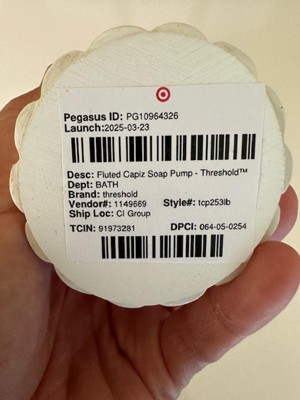 Pegasus ID: PG10964326
Launch:2025-03-23
Desc: Fluted Capiz Soap Pump - Threshold™
Dept: BATH
Brand: threshold
Vendor#: 1149669 Style#: tcp253lb
Ship Loc: CI Group
TCIN: 91973281 DPCI: 064-05-0254